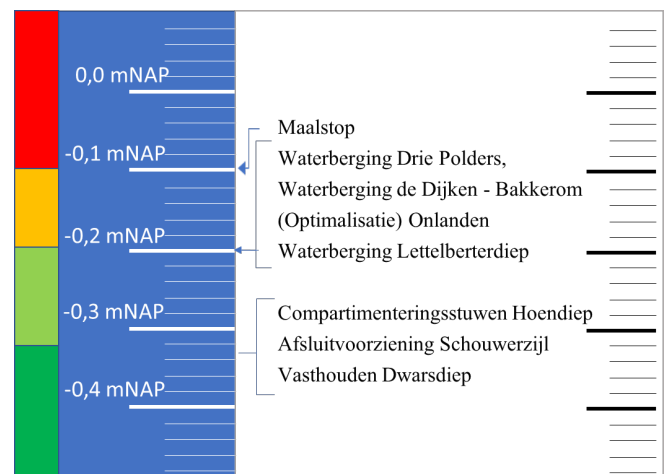 0,0 mNAP
-0,1 mNAP
-0,2 mNAP
-0,3 mNAP
-0,4 mNAP
Maalstop
Waterberging Drie Polders,
Waterberging de Dijken - Bakkerom
(Optimalisatie) Onlanden
Waterberging Lettelberterdiep
Compartimenteringsstuwen Hoendiep
Afsluitvoorziening Schouwerzijl
Vasthouden Dwarsdiep